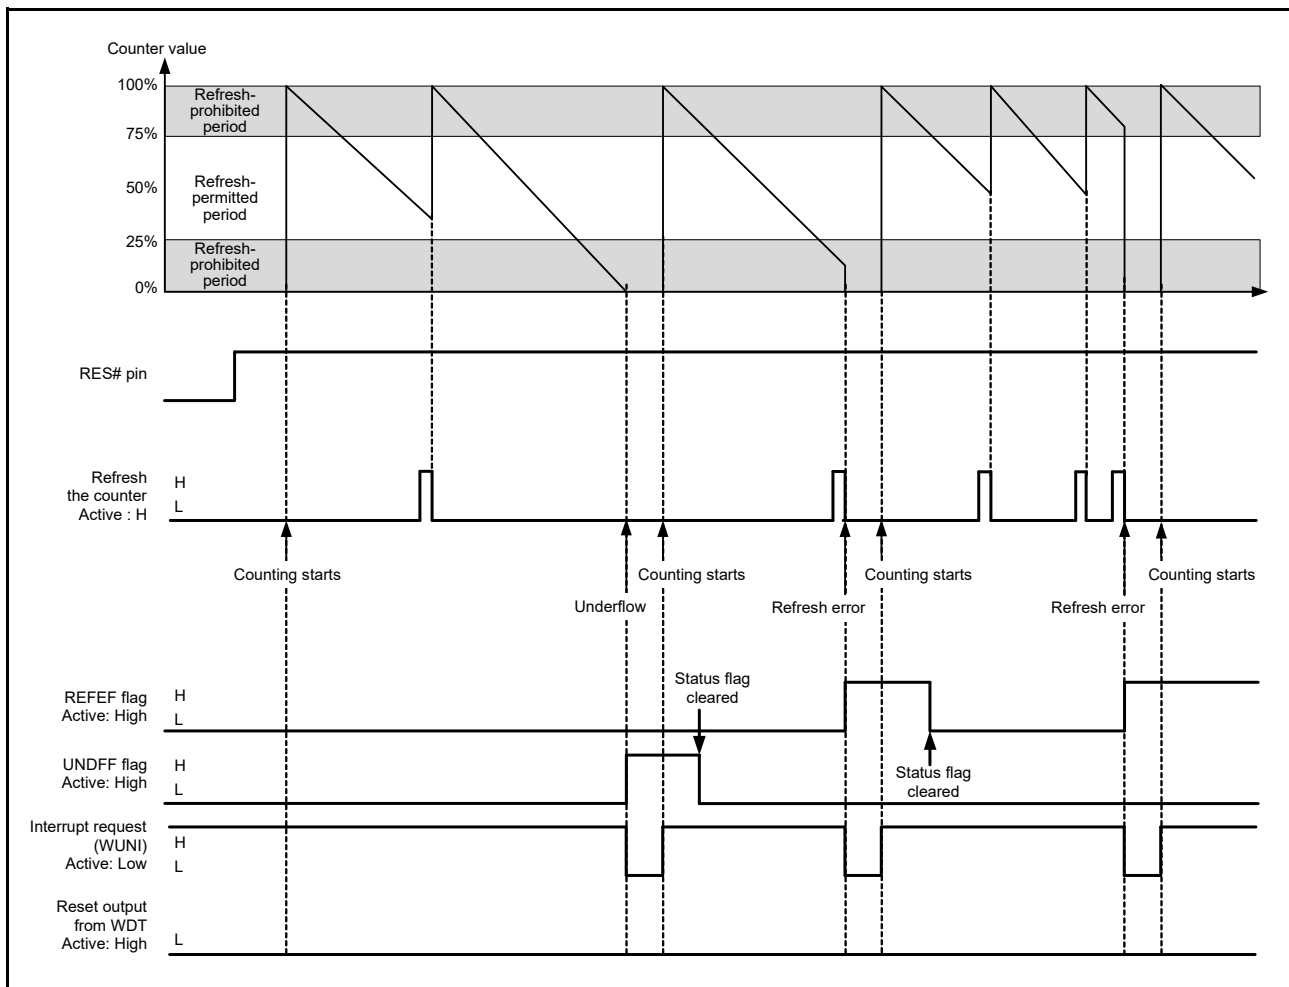 Counter value
100%
Refresh-
prohibited
period
75%
Refresh-
permitted
period
50%
25%
Refresh-
prohibited
period
0%
RES# pin
Refresh
the counter
Active : H
H
L
Counting starts
Counting starts
Counting starts
Counting starts
Underflow
Refresh error
Refresh error
REFEF flag
Active: High
H
L
Status flag
cleared
UNDFF flag
Active: High
H
L
Status flag
cleared
Interrupt request
(WUNI)
Active: Low
H
L
Reset output
from WDT
Active: High
L